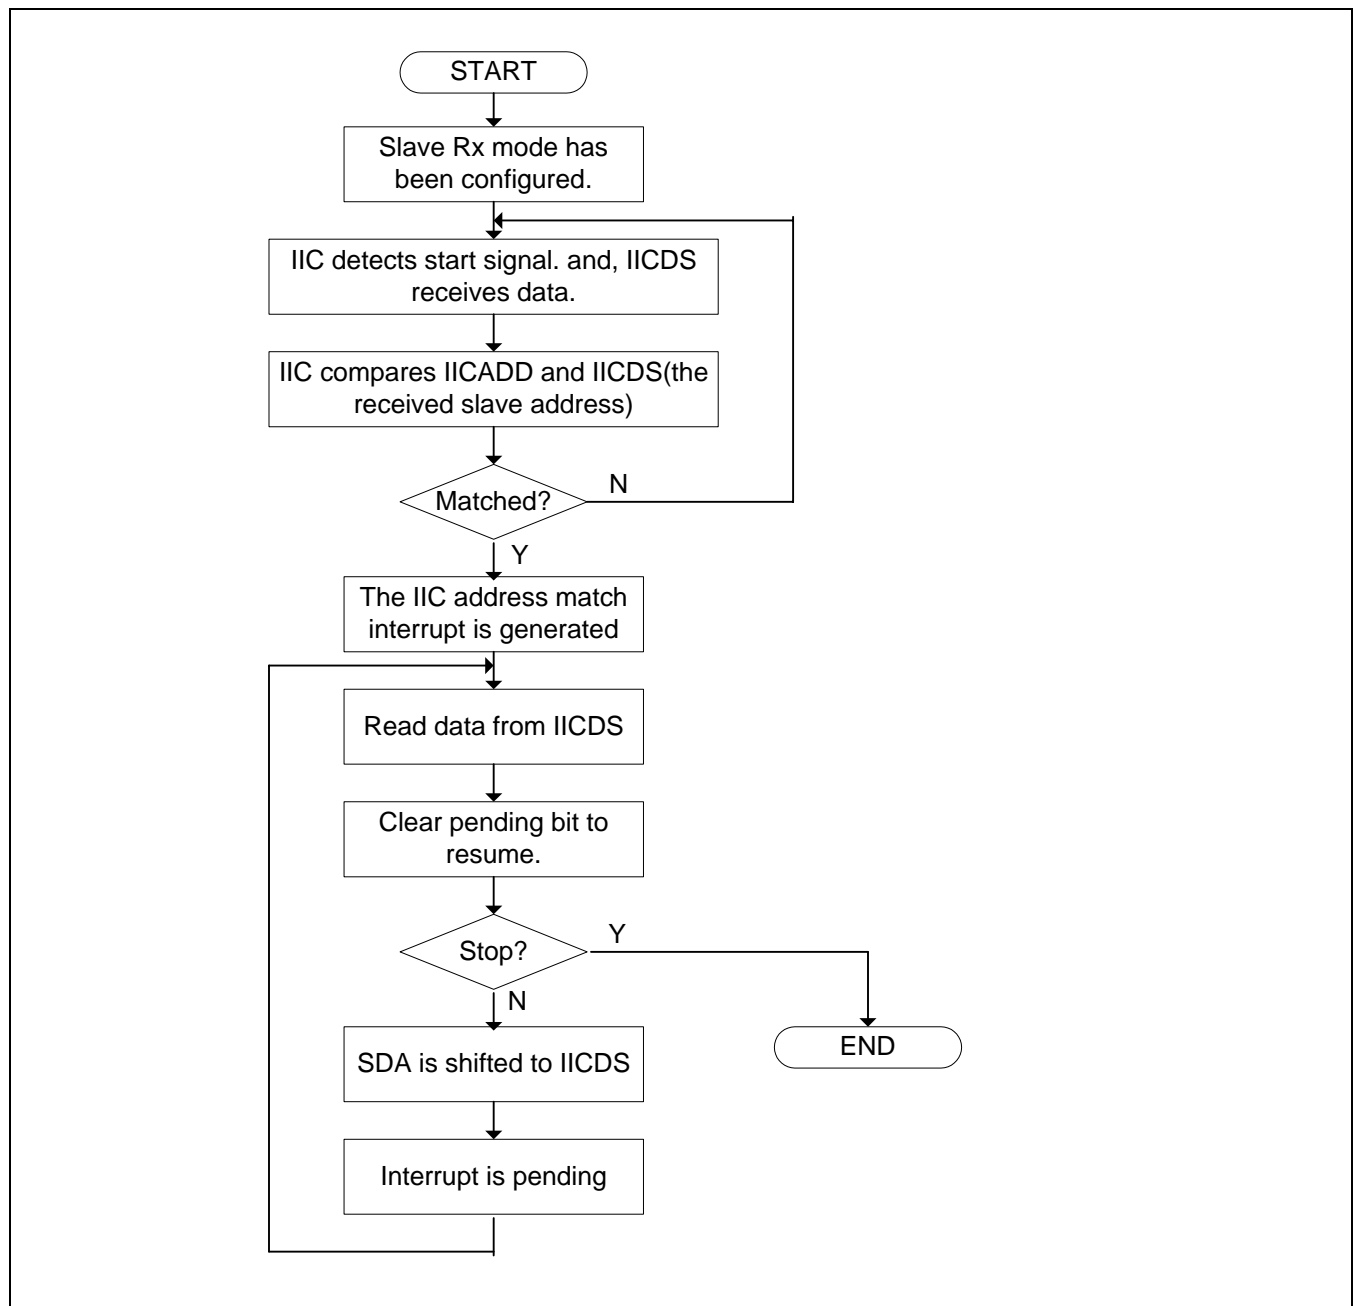 START
Slave Rx mode has
been configured.
IIC detects start signal. and, IICDS
receives data.
IIC compares IICADD and IICDS(the
received slave address)
Matched?
N
Y
The IIC address match
interrupt is generated
Read data from IICDS
Clear pending bit to
resume.
Stop?
Y
N
SDA is shifted to IICDS
END
Interrupt is pending